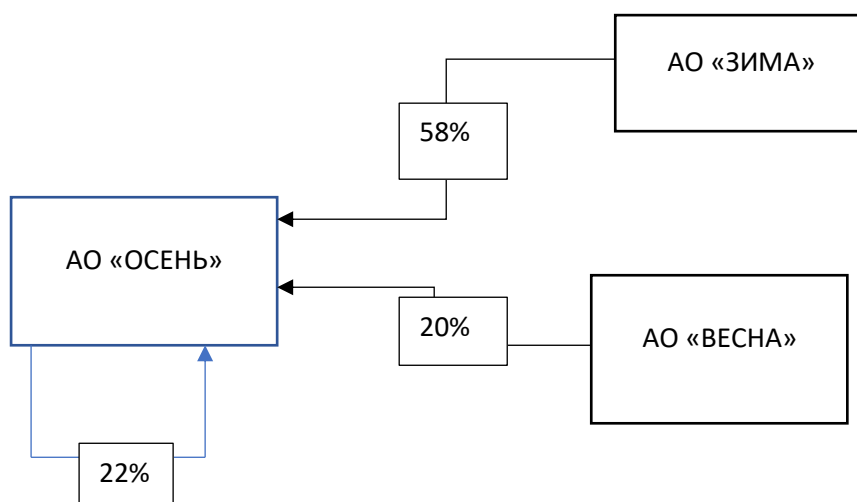 АО «ЗИМА»
58%
АО «ОСЕНЬ»
20%
АО «ВЕСНА»
22%